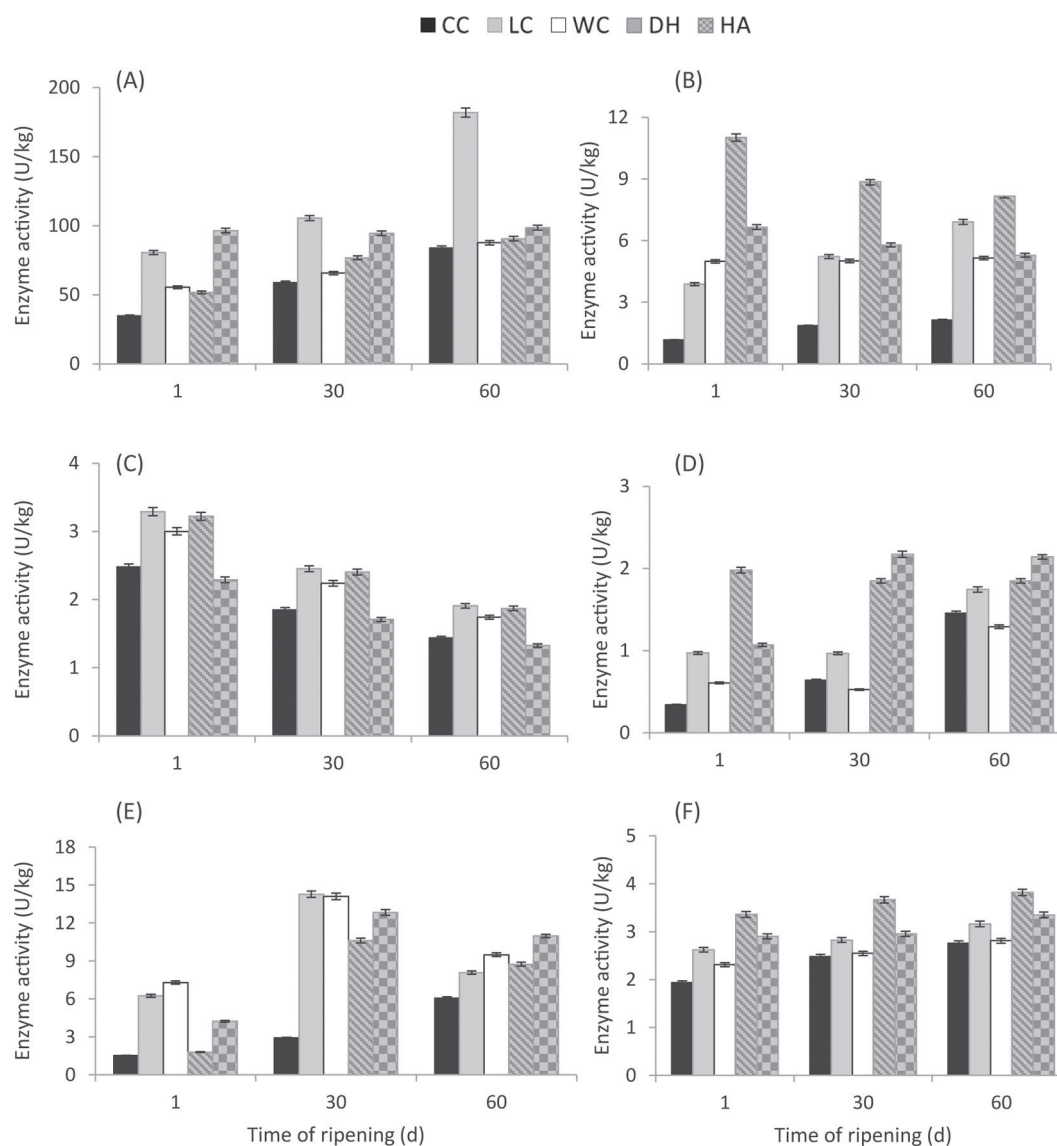 CC LC WC DH HA
(A)
Enzyme activity (U/kg)
200
150
100
50
0
1 30 60
(B)
Enzyme activity (U/kg)
12
9
6
3
0
1 30 60
(C)
Enzyme activity (U/kg)
4
3
2
1
0
1 30 60
(D)
Enzyme activity (U/kg)
3
2
1
0
1 30 60
(E)
Enzyme activity (U/kg)
18
15
12
9
6
3
0
1 30 60
Time of ripening (d)
(F)
Enzyme activity (U/kg)
5
4
3
2
1
0
1 30 60
Time of ripening (d)